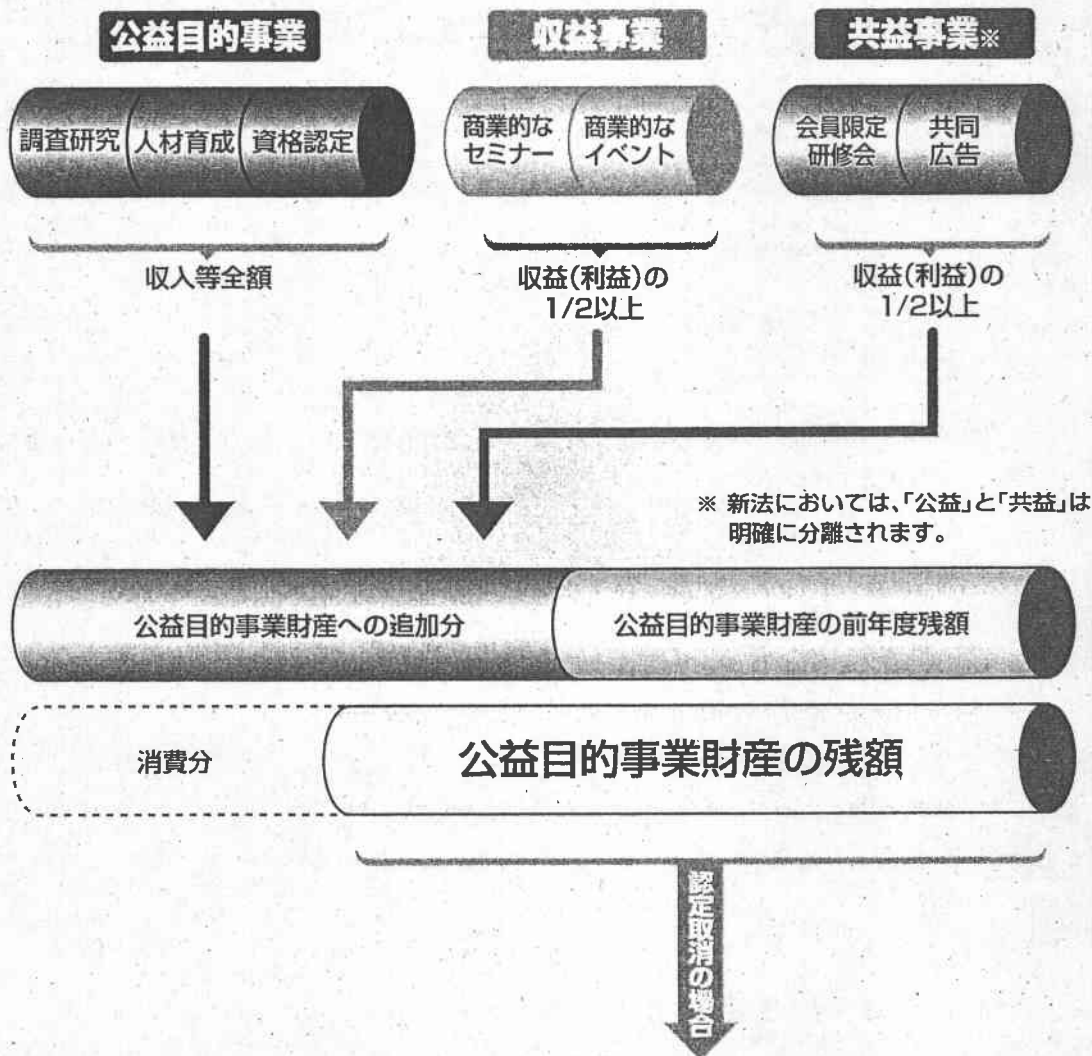 公益目的事業
収益事業
共益事業※
調査研究
人材育成
資格認定
商業的な
セミナー
商業的な
イベント
会員限定
研修会
共同
広告
収入等全額
収益(利益)の
1/2以上
収益(利益)の
1/2以上
※ 新法においては、「公益」と「共益」は
明確に分離されます。
公益目的事業財産への追加分
公益目的事業財産の前年度残額
消費分
公益目的事業財産の残額
認定取消の場合